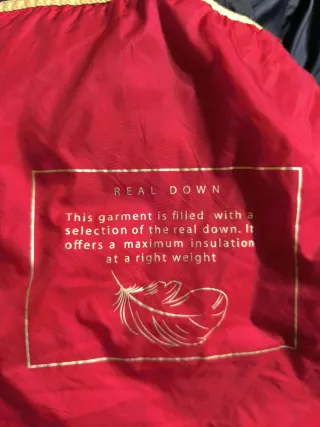 REAL DOWN
This garment is filled with a
selection of the real down. It
offers a maximum insulation
at a right weight